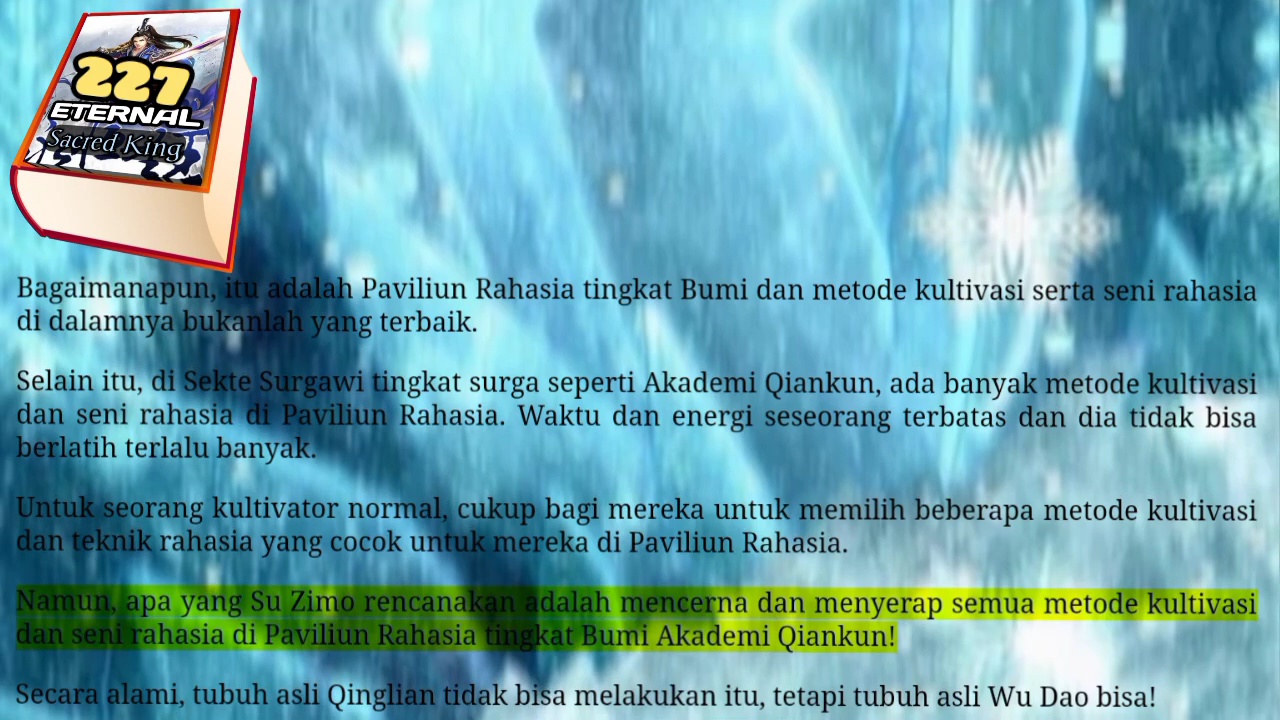 227
ETERNAL
Sacred King
Bagaimanapun, itu adalah Paviliun Rahasia tingkat Bumi dan metode kultivasi serta seni rahasia
di dalamnya bukanlah yang terbaik.
Selain itu, di Sekte Surgawi tingkat surga seperti Akademi Qiankun, ada banyak metode kultivasi
dan seni rahasia di Paviliun Rahasia. Waktu dan energi seseorang terbatas dan dia tidak bisa
berlatih terlalu banyak.
Untuk seorang kultivator normal, cukup bagi mereka untuk memilih beberapa metode kultivasi
dan teknik rahasia yang cocok untuk mereka di Paviliun Rahasia.
Namun, apa yang Su Zimo rencanakan adalah mencerna dan menyerap semua metode kultivasi
dan seni rahasia di Paviliun Rahasia tingkat Bumi Akademi Qiankun!
Secara alami, tubuh asli Qinglian tidak bisa melakukan itu, tetapi tubuh asli Wu Dao bisa!